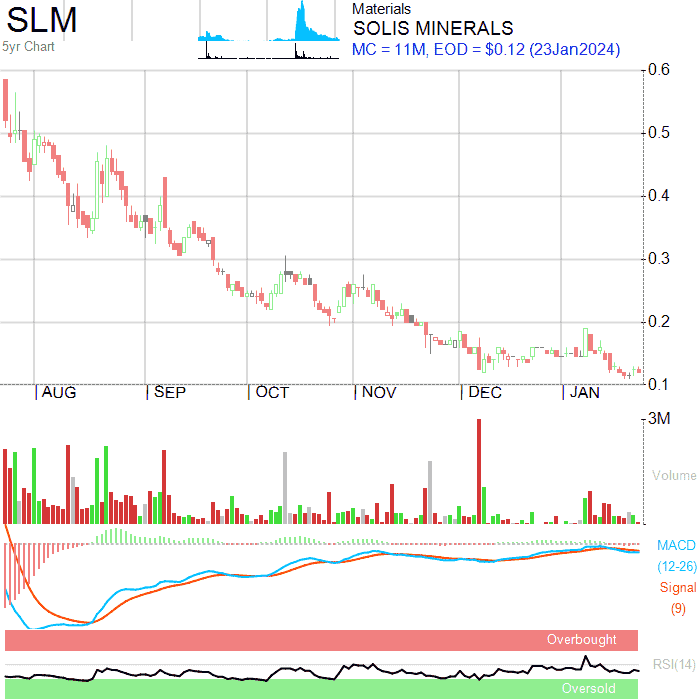 SLM
5yr Chart
Materials
SOLIS MINERALS
MC = 11M, EOD = $0.12 (23Jan2024)
0.6
0.5
0.4
0.3
0.2
0.1
AUG SEP OCT NOV DEC JAN
3M
Volume
MACD
(12-26)
Signal
(9)
Overbought
RSI(14)
Oversold